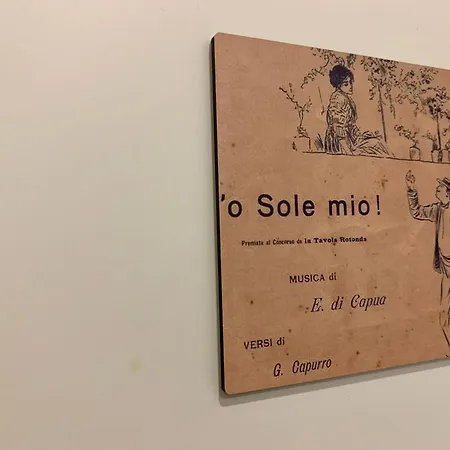 'o Sole mio!
Premiata al Concorso de la Tavola Rotonda
MUSICA di
E. di Capua
VERSI di
G. Capurro